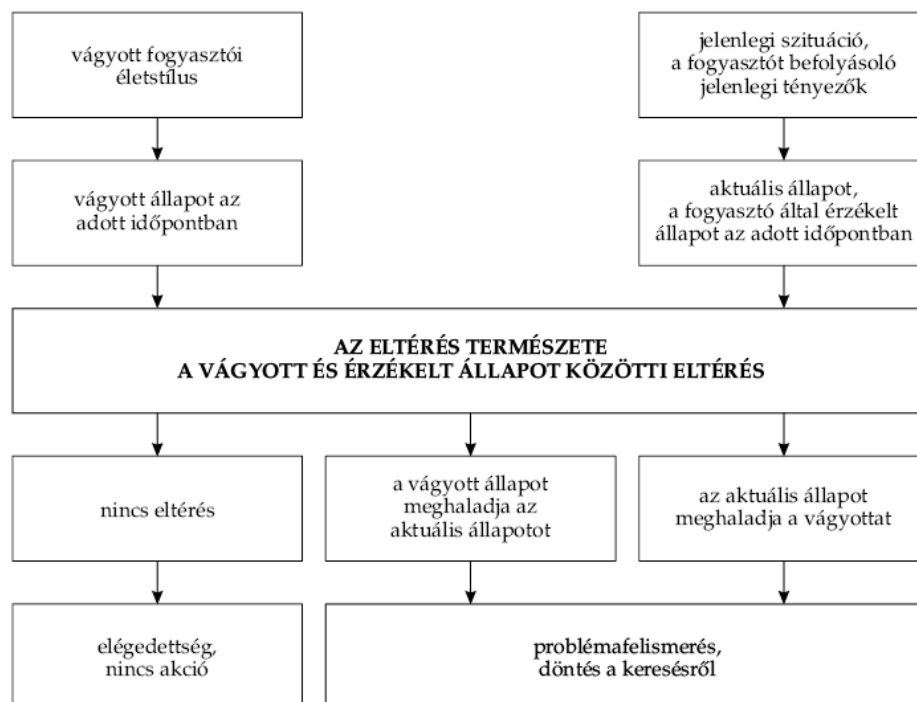 vágyott fogyasztói
életstílus
jelenlegi szituáció,
a fogyasztót befolyásoló
jelenlegi tényezők
vágyott állapot az
adott időpontban
aktuális állapot,
a fogyasztó által érzékelt
állapot az adott időpontban
AZ ELTÉRÉS TERMÉSZETE
A VÁGYOTT ÉS ÉRZÉKELT ÁLLAPOT KÖZÖTTI ELTÉRÉS
nincs eltérés
a vágyott állapot
meghaladja az
aktuális állapotot
az aktuális állapot
meghaladja a vágyottat
elégedettség,
nincs akció
problémafelismerés,
döntés a keresésről